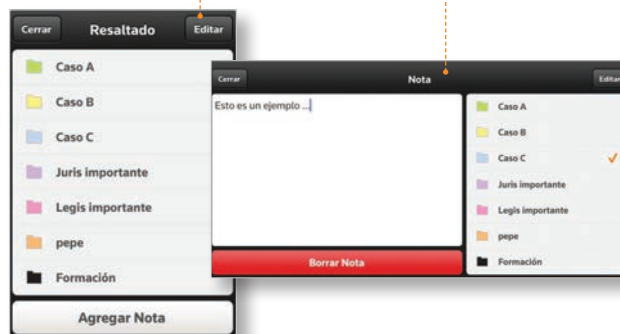 Cerrar Resaltado Editar
Caso A
Caso B
Caso C
Juris importante
Legis importante
pepe
Formación
Agregar Nota
Cerrar Nota Editar
Esto es un ejemplo ...
Borrar Nota
Caso A
Caso B
Caso C
Juris importante
Legis importante
pepe
Formación